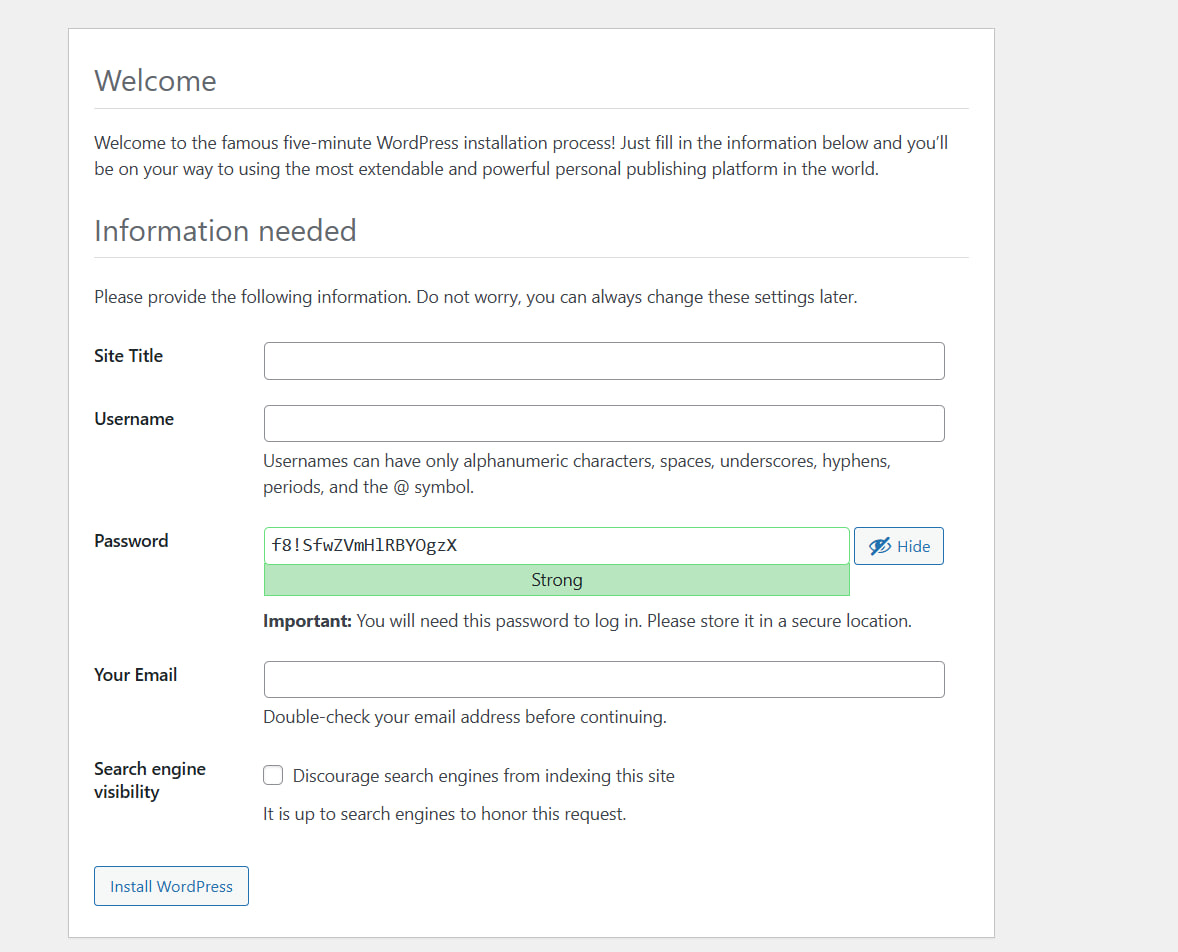 Welcome
Welcome to the famous five-minute WordPress installation process! Just fill in the information below and you’ll
be on your way to using the most extendable and powerful personal publishing platform in the world.
Information needed
Please provide the following information. Do not worry, you can always change these settings later.
Site Title
Username
Usernames can have only alphanumeric characters, spaces, underscores, hyphens,
periods, and the @ symbol.
Password
f8!SfwZVmHlRBYOgzX
Hide
Strong
Important: You will need this password to log in. Please store it in a secure location.
Your Email
Double-check your email address before continuing.
Search engine
visibility
Discourage search engines from indexing this site
It is up to search engines to honor this request.
Install WordPress